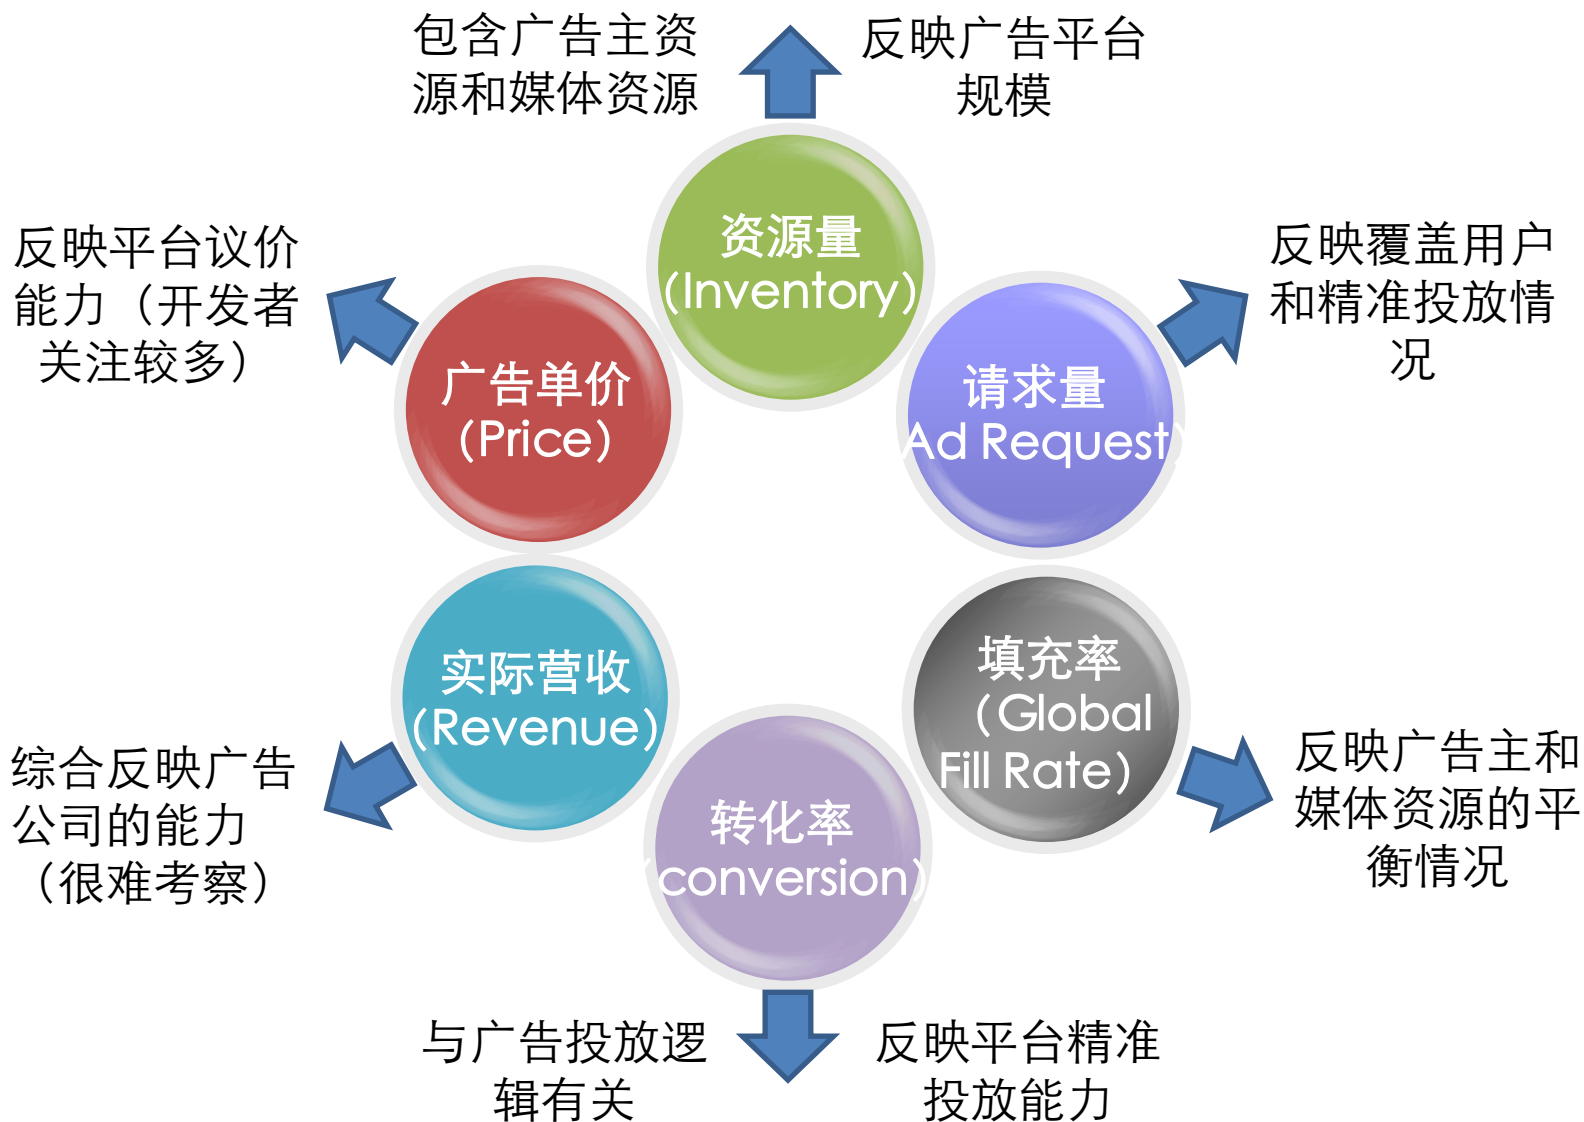 包含广告主资
源和媒体资源
反映广告平台
规模
资源量
(Inventory)
反映平台议价
能力（开发者
关注较多）
广告单价
（Price）
请求量
Ad Request)
反映覆盖用户
和精准投放情
况
实际营收
(Revenue)
填充率
（Global
Fill Rate）
综合反映广告
公司的能力
（很难考察）
转化率
(conversion)
反映广告主和
媒体资源的平
衡情况
与广告投放逻
辑有关
反映平台精准
投放能力